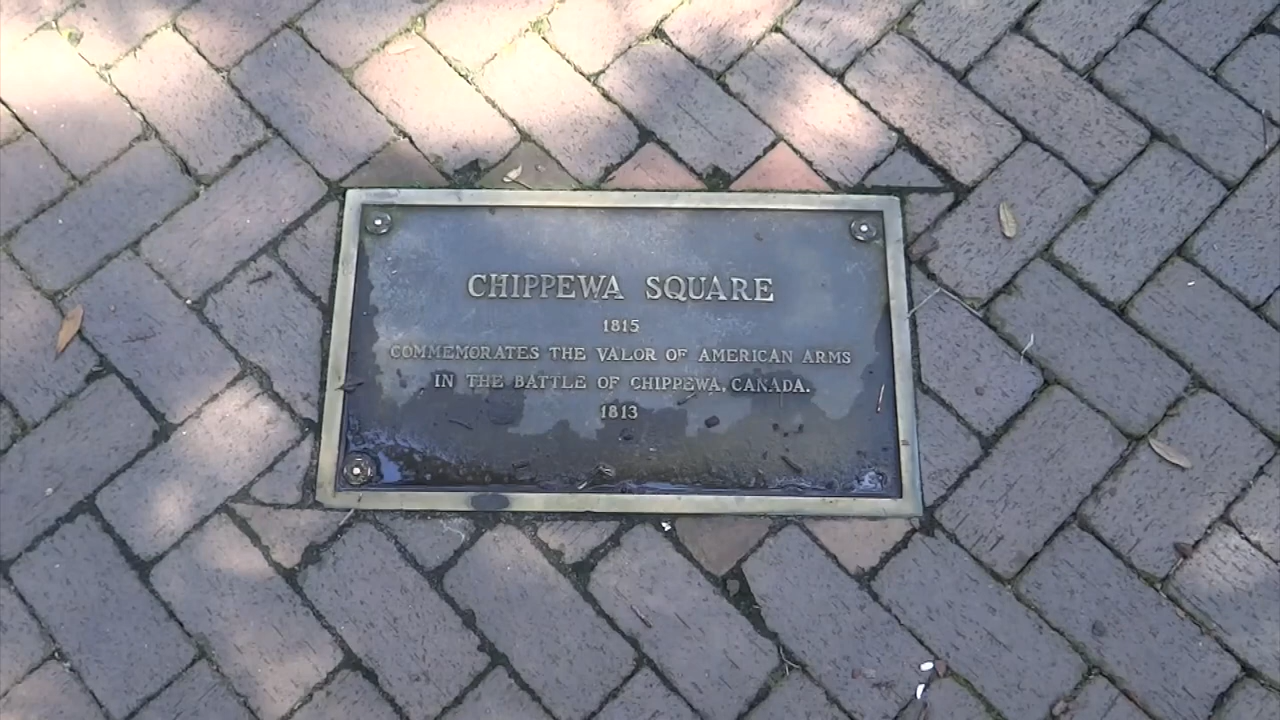 CHIPPEWA SQUARE
1815
COMMEMORATES THE VALOR OF AMERICAN ARMS
IN THE BATTLE OF CHIPPEWA, CANADA.
1813